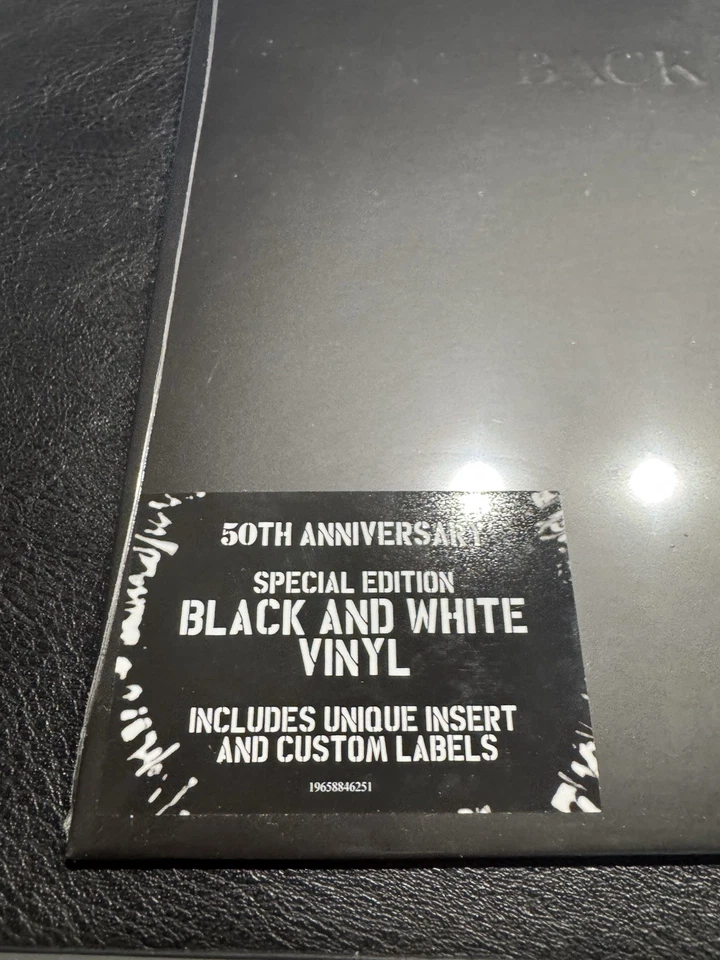 BACK
50TH ANNIVERSARY
SPECIAL EDITION
BLACK AND WHITE
VINYL
INCLUDES UNIQUE INSERT
AND CUSTOM LABELS
19658846251